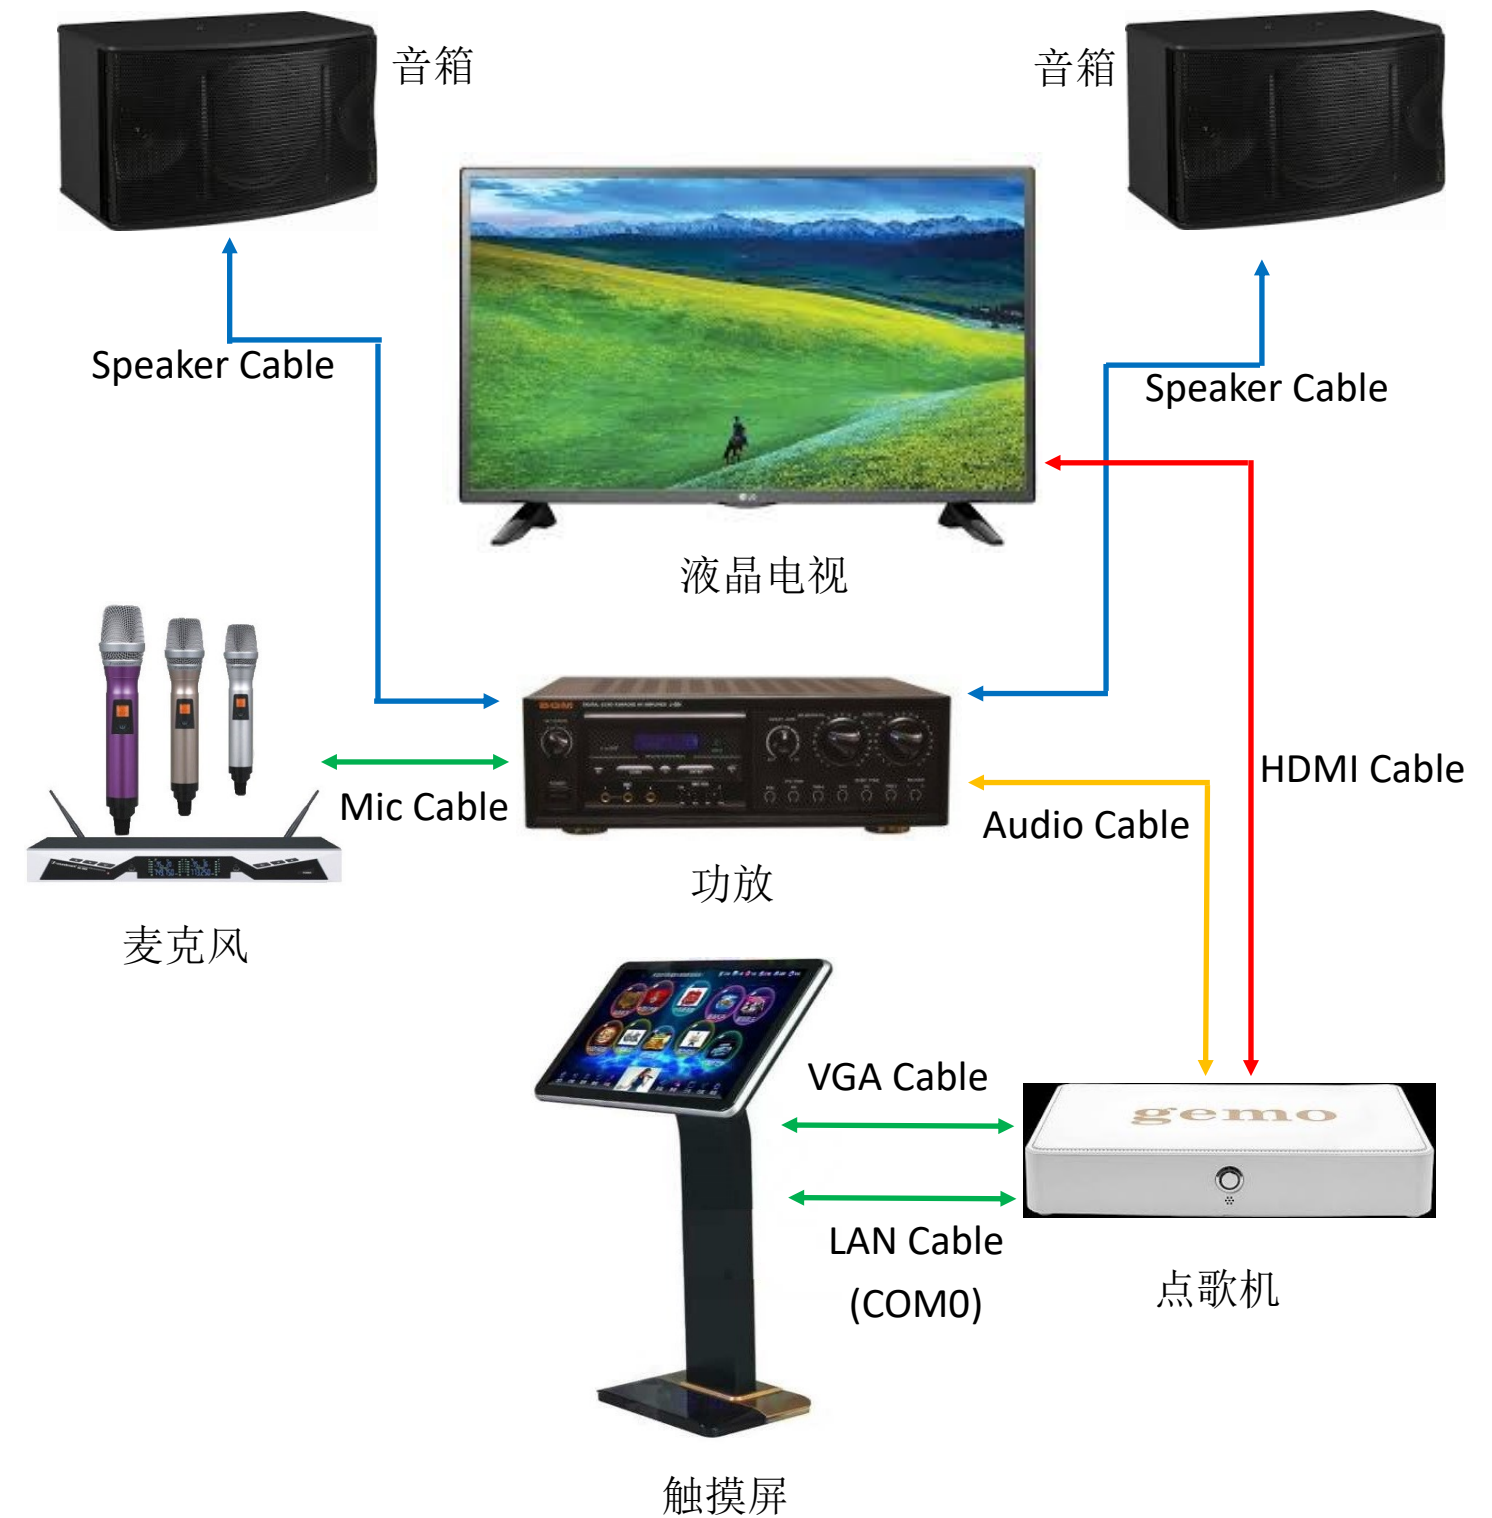 音箱
音箱
Speaker Cable
Speaker Cable
LG
液晶电视
HDMI Cable
Mic Cable
Audio Cable
功放
麦克风
VGA Cable
gemo
LAN Cable
(COM0)
点歌机
触摸屏